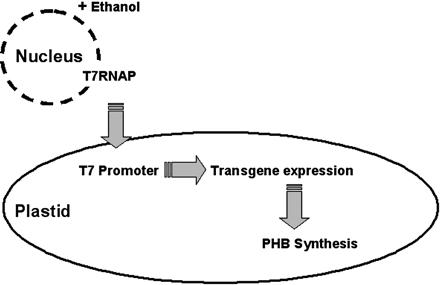 + Ethanol
Nucleus
T7RNAP
T7 Promoter
Transgene expression
Plastid
PHB Synthesis